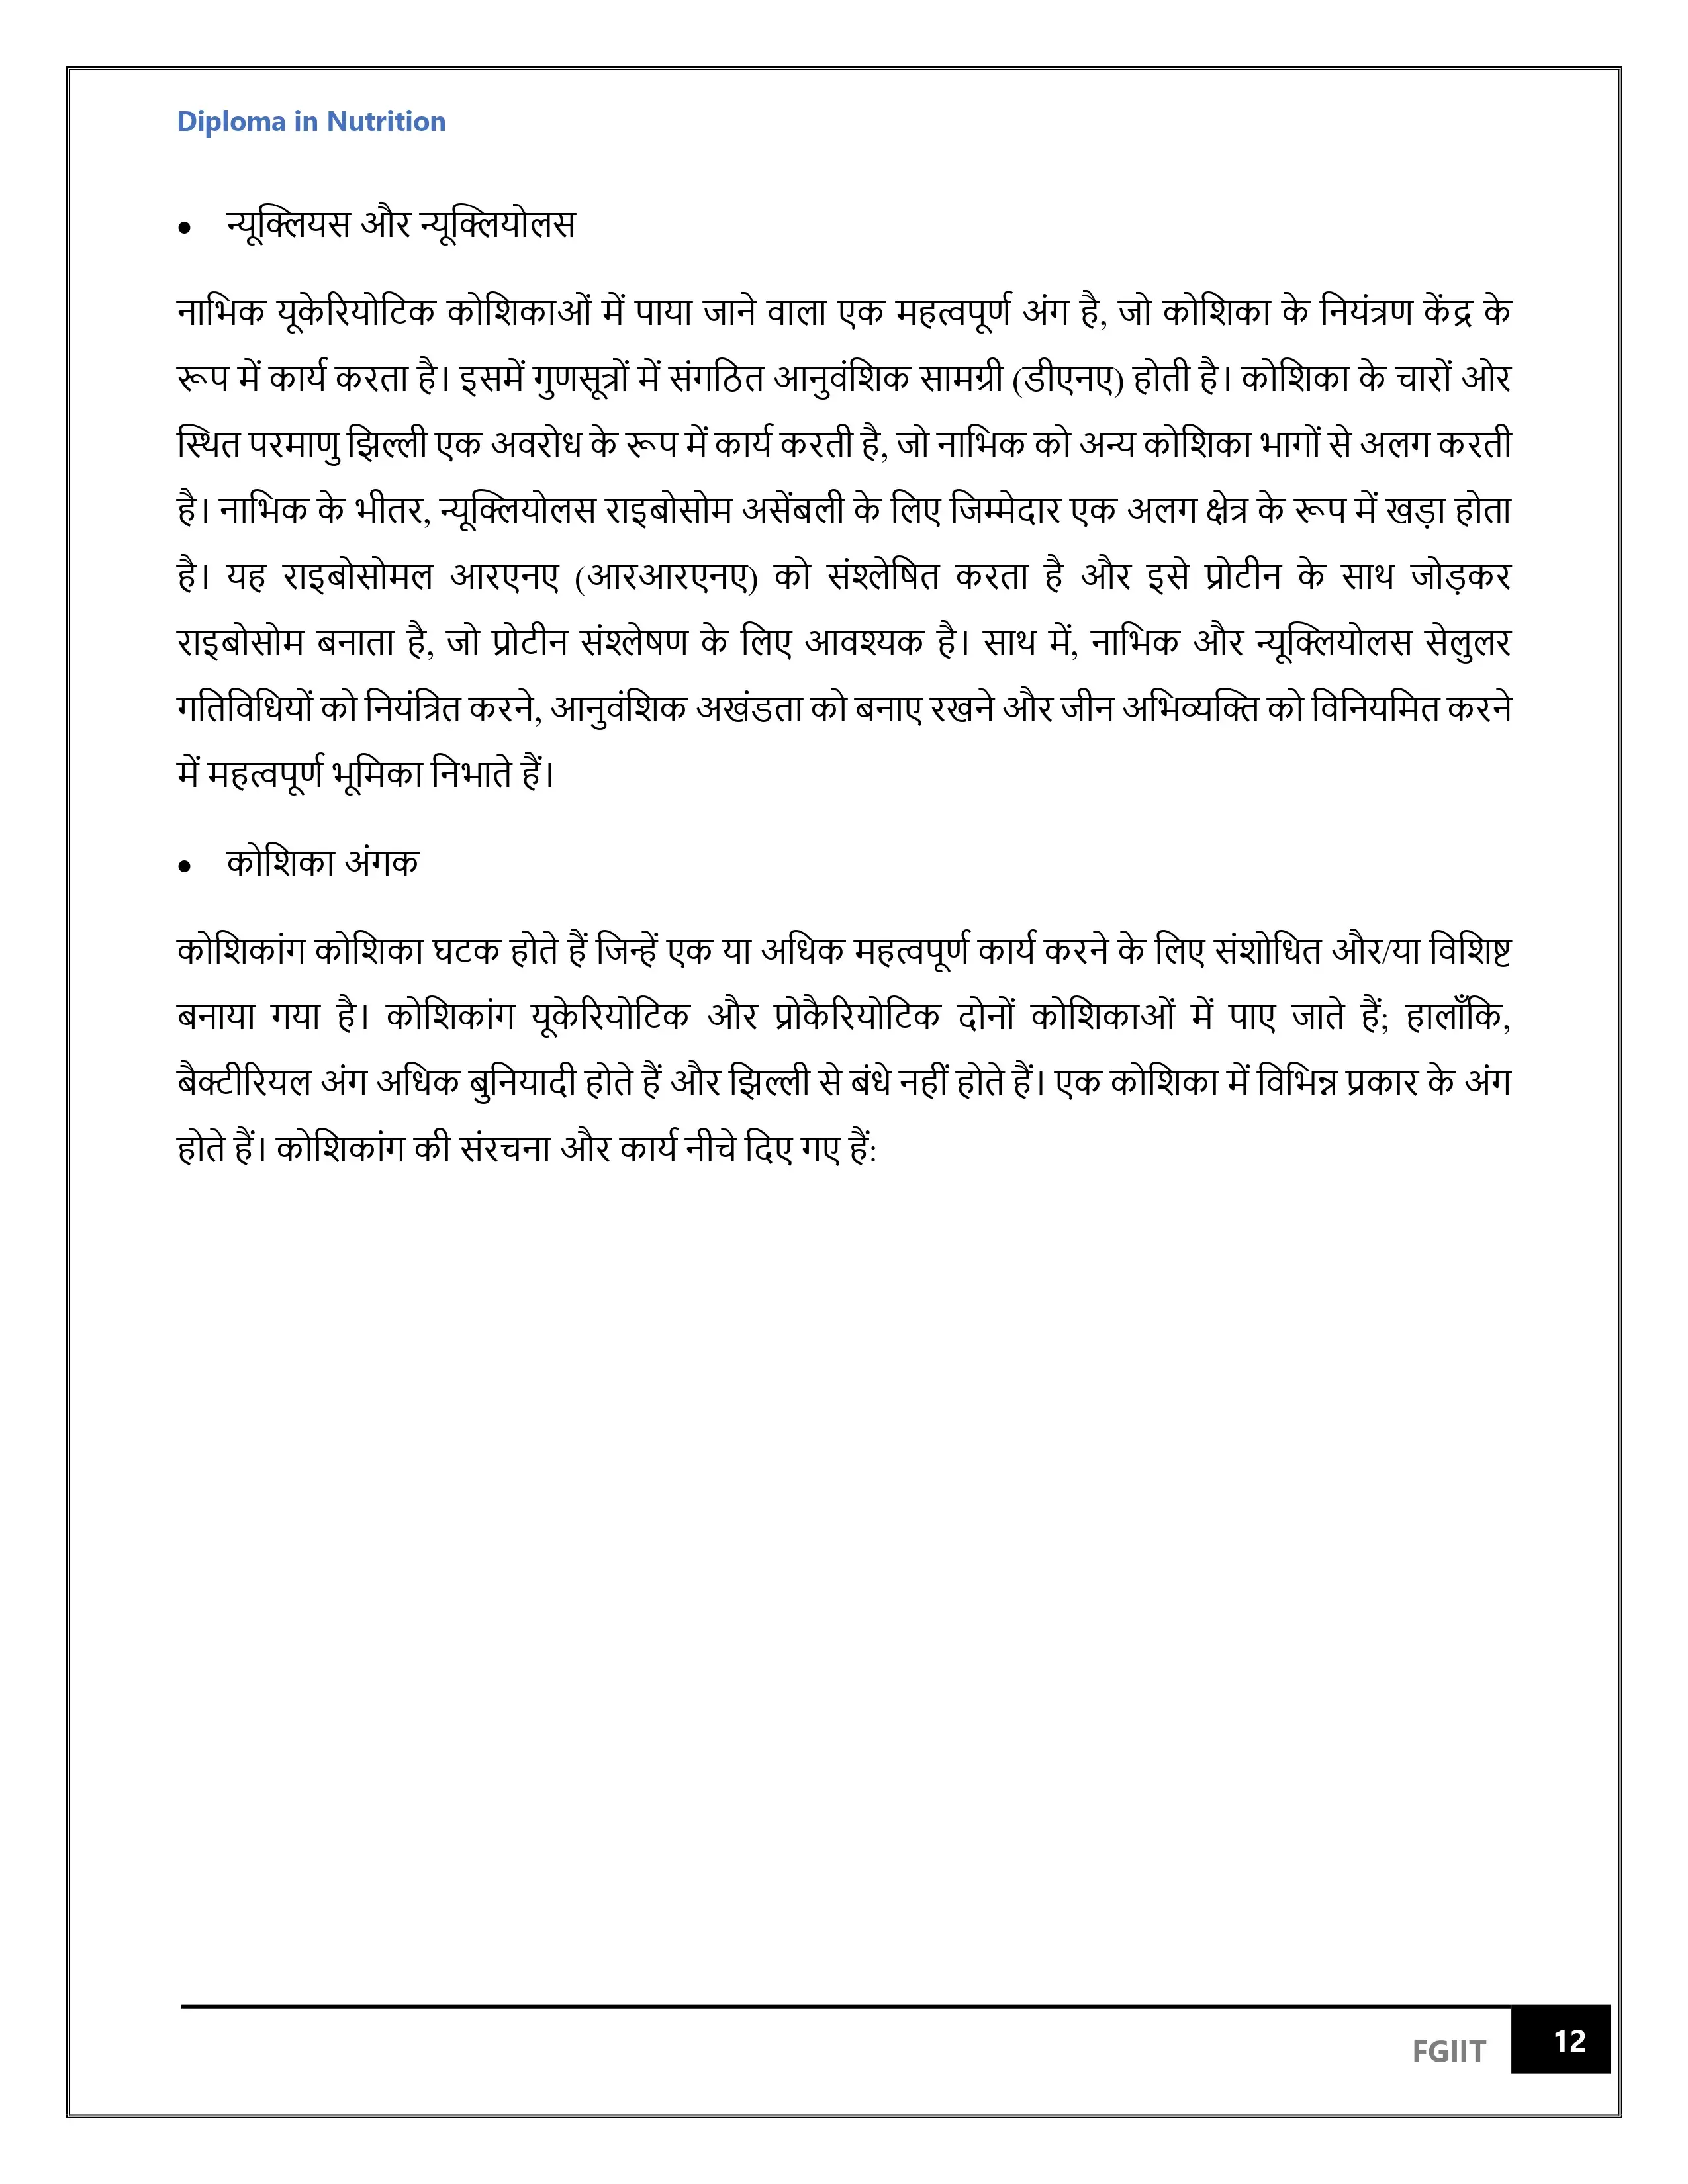 Diploma in Nutrition
• न्यूक्लियस और न्यूक्लियोलस
नाभिक यूकेरियोटिक कोशिकाओं में पाया जाने वाला एक महत्वपूर्ण अंग है, जो कोशिका के नियंत्रण केंद्र के
रूप में कार्य करता है। इसमें गुणसूत्रों में संगठित आनुवंशिक सामग्री (डीएनए) होती है। कोशिका के चारों ओर
स्थित परमाणु झिल्ली एक अवरोध के रूप में कार्य करती है, जो नाभिक को अन्य कोशिका भागों से अलग करती
है। नाभिक के भीतर, न्यूक्लियोलस राइबोसोम असेंबली के लिए जिम्मेदार एक अलग क्षेत्र के रूप में खड़ा होता
है। यह राइबोसोमल आरएनए (आरआरएनए) को संश्लेषित करता है और इसे प्रोटीन के साथ जोड़कर
राइबोसोम बनाता है, जो प्रोटीन संश्लेषण के लिए आवश्यक है। साथ में, नाभिक और न्यूक्लियोलस सेलुलर
गतिविधियों को नियंत्रित करने, आनुवंशिक अखंडता को बनाए रखने और जीन अभिव्यक्ति को विनियमित करने
में महत्वपूर्ण भूमिका निभाते हैं।
• कोशिका अंगक
कोशिकांग कोशिका घटक होते हैं जिन्हें एक या अधिक महत्वपूर्ण कार्य करने के लिए संशोधित और/या विशिष्ट
बनाया गया है। कोशिकांग यूकेरियोटिक और प्रोकैरियोटिक दोनों कोशिकाओं में पाए जाते हैं; हालाँकि,
बैक्टीरियल अंग अधिक बुनियादी होते हैं और झिल्ली से बंधे नहीं होते हैं। एक कोशिका में विभिन्न प्रकार के अंग
होते हैं। कोशिकांग की संरचना और कार्य नीचे दिए गए हैं:
FGIIT 12